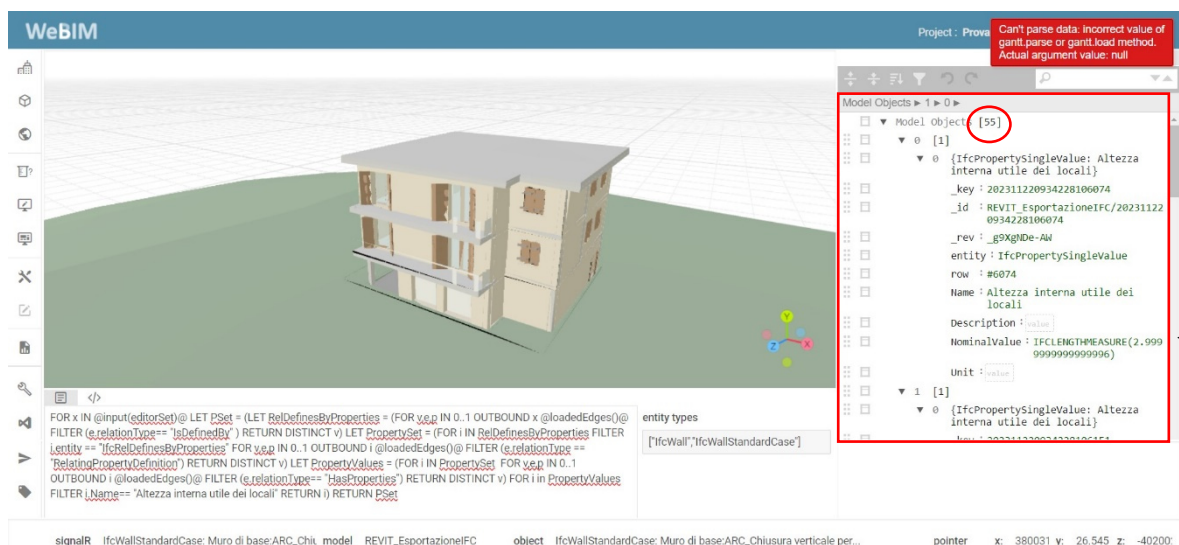 WeBIM
Project : Prova
Can't parse data: incorrect value of
gantt.parse or gantt.load method.
Actual argument value: null
Model Objects ► 1 ► 0 ►
▼ Model Objects [55]
▼ 0 [1]
▼ 0 {IfcPropertySingleValue: Altezza
interna utile dei locali}
_key : 2023112209342281​06074
_id : REVIT_EsportazioneIFC/20231122
0934228106074
_rev : _g9XgNDe-AW
entity : IfcPropertySingleValue
row : #6074
Name : Altezza interna utile dei
locali
Description : value
NominalValue : IFCLENGTHMEASURE(2.999
9999999999996)
Unit : value
▼ 1 [1]
▼ 0 {IfcPropertySingleValue: Altezza
interna utile dei locali}
Y
Z
X
</>
FOR x IN @input(editorSet)@ LET PSet = (LET RelDefinesByProperties = (FOR v,e,p IN 0..1 OUTBOUND x @loadedEdges()@
FILTER (e.relationType== "IsDefinedBy" ) RETURN DISTINCT v) LET PropertySet = (FOR i IN RelDefinesByProperties FILTER
i.entity == "IfcRelDefinesByProperties" FOR v,e,p IN 0..1 OUTBOUND i @loadedEdges()@ FILTER (e.relationType ==
"RelatingPropertyDefinition") RETURN DISTINCT v) LET PropertyValues = (FOR i IN PropertySet FOR v,e,p IN 0..1
OUTBOUND i @loadedEdges()@ FILTER (e.relationType== "HasProperties") RETURN DISTINCT v) FOR i in PropertyValues
FILTER i.Name== "Altezza interna utile dei locali" RETURN i) RETURN PSet
entity types
["IfcWall","IfcWallStandardCase"]
signalR IfcWallStandardCase: Muro di base:ARC_Chiu model REVIT_EsportazioneIFC object IfcWallStandardCase: Muro di base:ARC_Chiusura verticale per... pointer x: 380031 y: 26.545 z: -40200